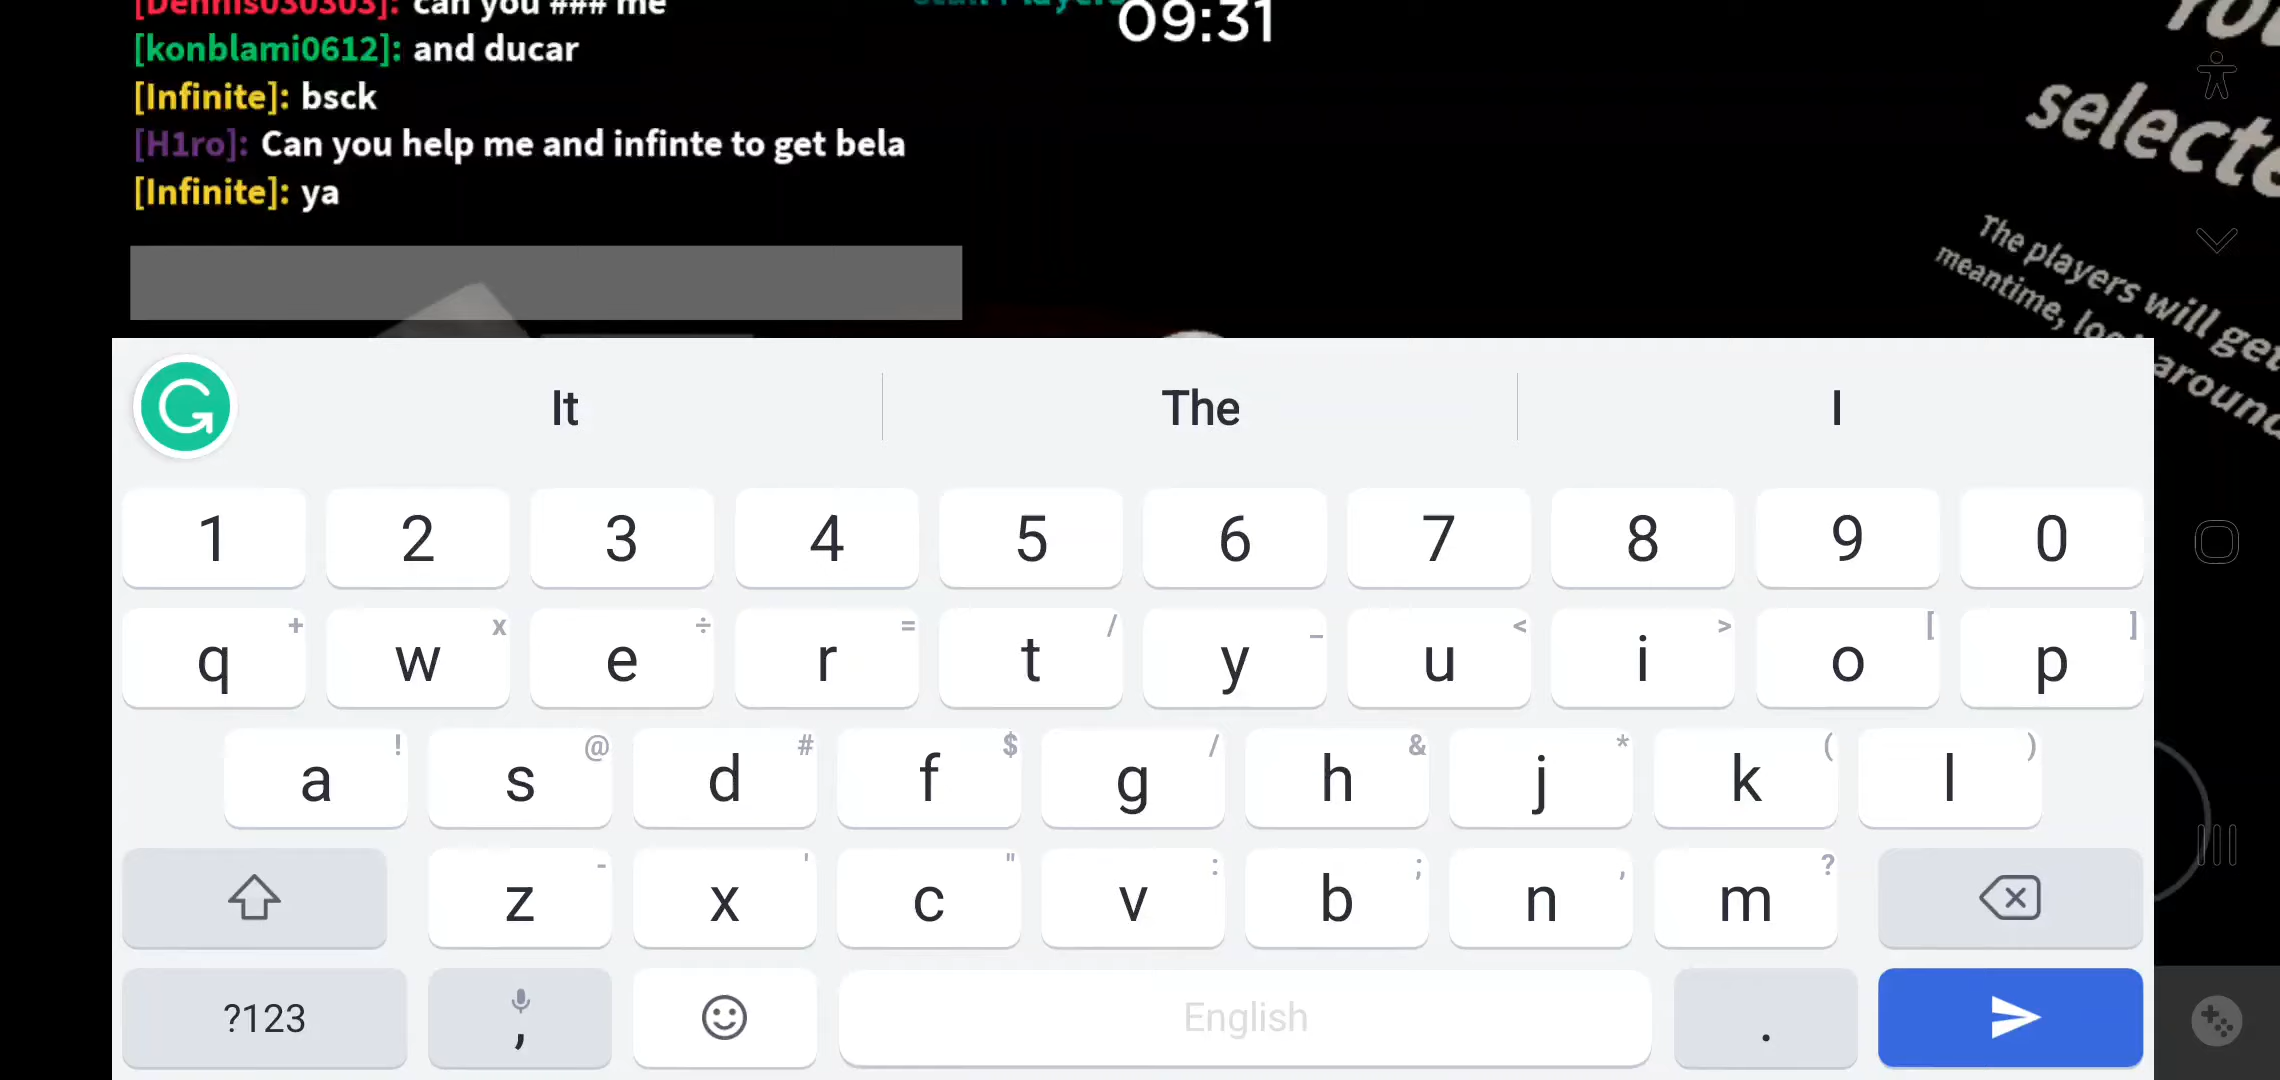 [Dennis030303]: can you ### me
[konblami0612]: and ducar
[Infinite]: bsck
[H1ro]: Can you help me and infinte to get bela
[Infinite]: ya
09:31
selecte
The players will get
meantime, around
It The I
1 2 3 4 5 6 7 8 9 0
q + w x e ÷ r = t / y _ u < i > o [ p ]
a ! s @ d # f $ g / h & j * k ( l )
z - x ' c " v : b ; n , m ?
?123 , English .